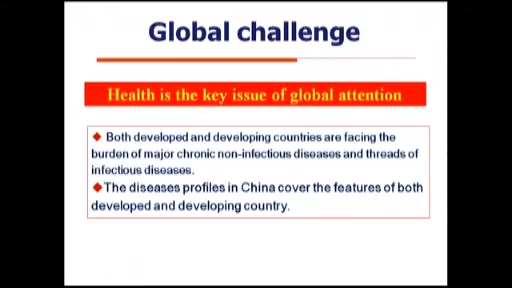 Global challenge
Health is the key issue of global attention
◆ Both developed and developing countries are facing the
burden of major chronic non-infectious diseases and threads of
infectious diseases.
◆The diseases profiles in China cover the features of both
developed and developing country.